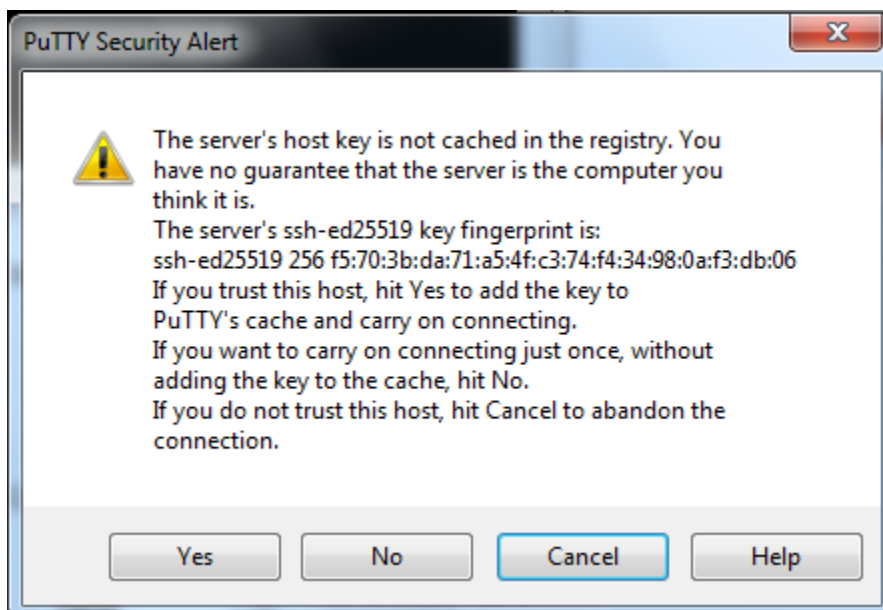 PuTTY Security Alert
The server's host key is not cached in the registry. You
have no guarantee that the server is the computer you
think it is.
The server's ssh-ed25519 key fingerprint is:
ssh-ed25519 256 f5:70:3b:da:71:a5:4f:c3:74:f4:34:98:0a:f3:db:06
If you trust this host, hit Yes to add the key to
PuTTY's cache and carry on connecting.
If you want to carry on connecting just once, without
adding the key to the cache, hit No.
If you do not trust this host, hit Cancel to abandon the
connection.
Yes No Cancel Help